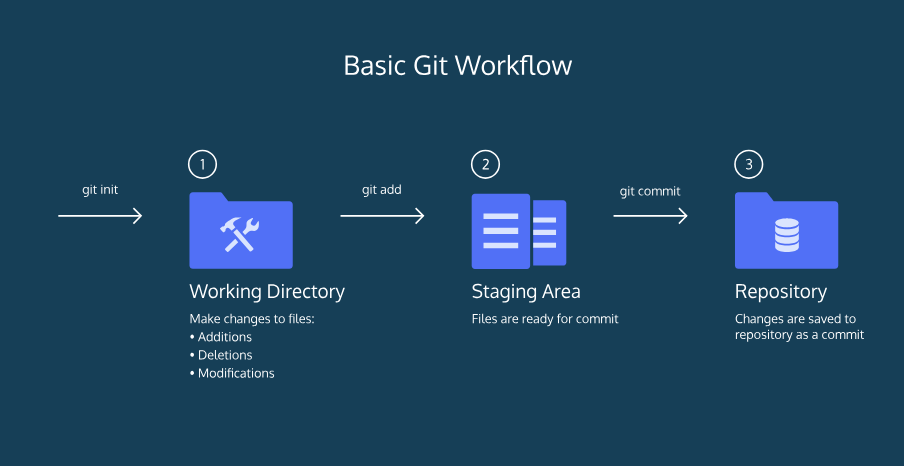 Basic Git Workflow
git init
1
git add
2
git commit
3
Working Directory
Make changes to files:
• Additions
• Deletions
• Modifications
Staging Area
Files are ready for commit
Repository
Changes are saved to
repository as a commit